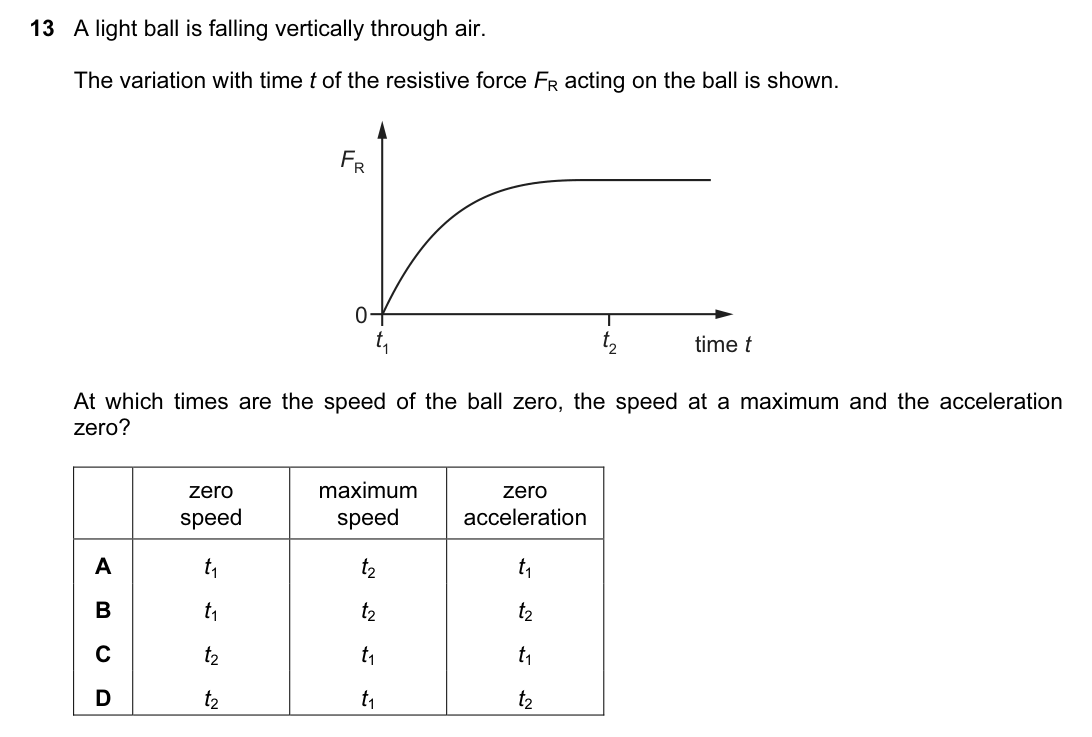 13 A light ball is falling vertically through air.
The variation with time t of the resistive force FR acting on the ball is shown.
FR
0
t1
t2
time t
At which times are the speed of the ball zero, the speed at a maximum and the acceleration
zero?
zero speed maximum speed zero acceleration
A t1 t2 t1
B t1 t2 t2
C t2 t1 t1
D t2 t1 t2